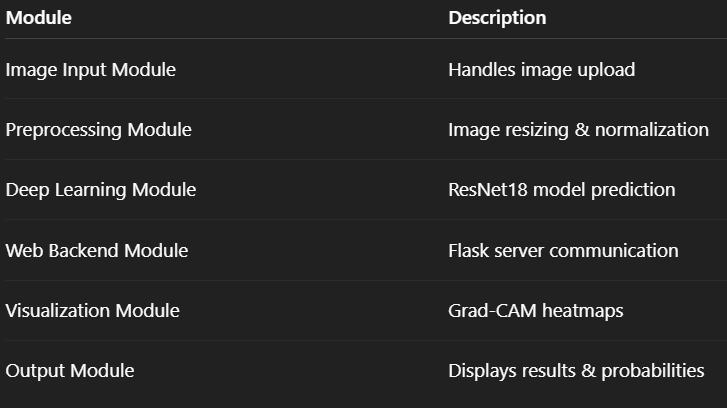 Module Description
Image Input Module Handles image upload
Preprocessing Module Image resizing & normalization
Deep Learning Module ResNet18 model prediction
Web Backend Module Flask server communication
Visualization Module Grad-CAM heatmaps
Output Module Displays results & probabilities